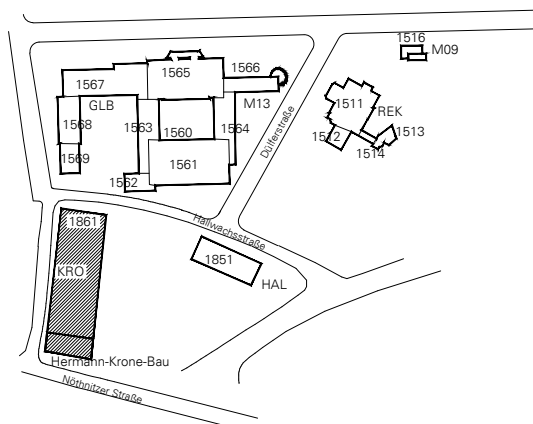 1516
M09
1566
1565
1567
1511
GLB
M13
REK
1568
1563
1560
1564
1512
1513
1514
1569
1561
1562
Dülferstraße
Hallwachsstraße
1861
1851
KRO
HAL
Hermann-Krone-Bau
Nöthnitzer Straße